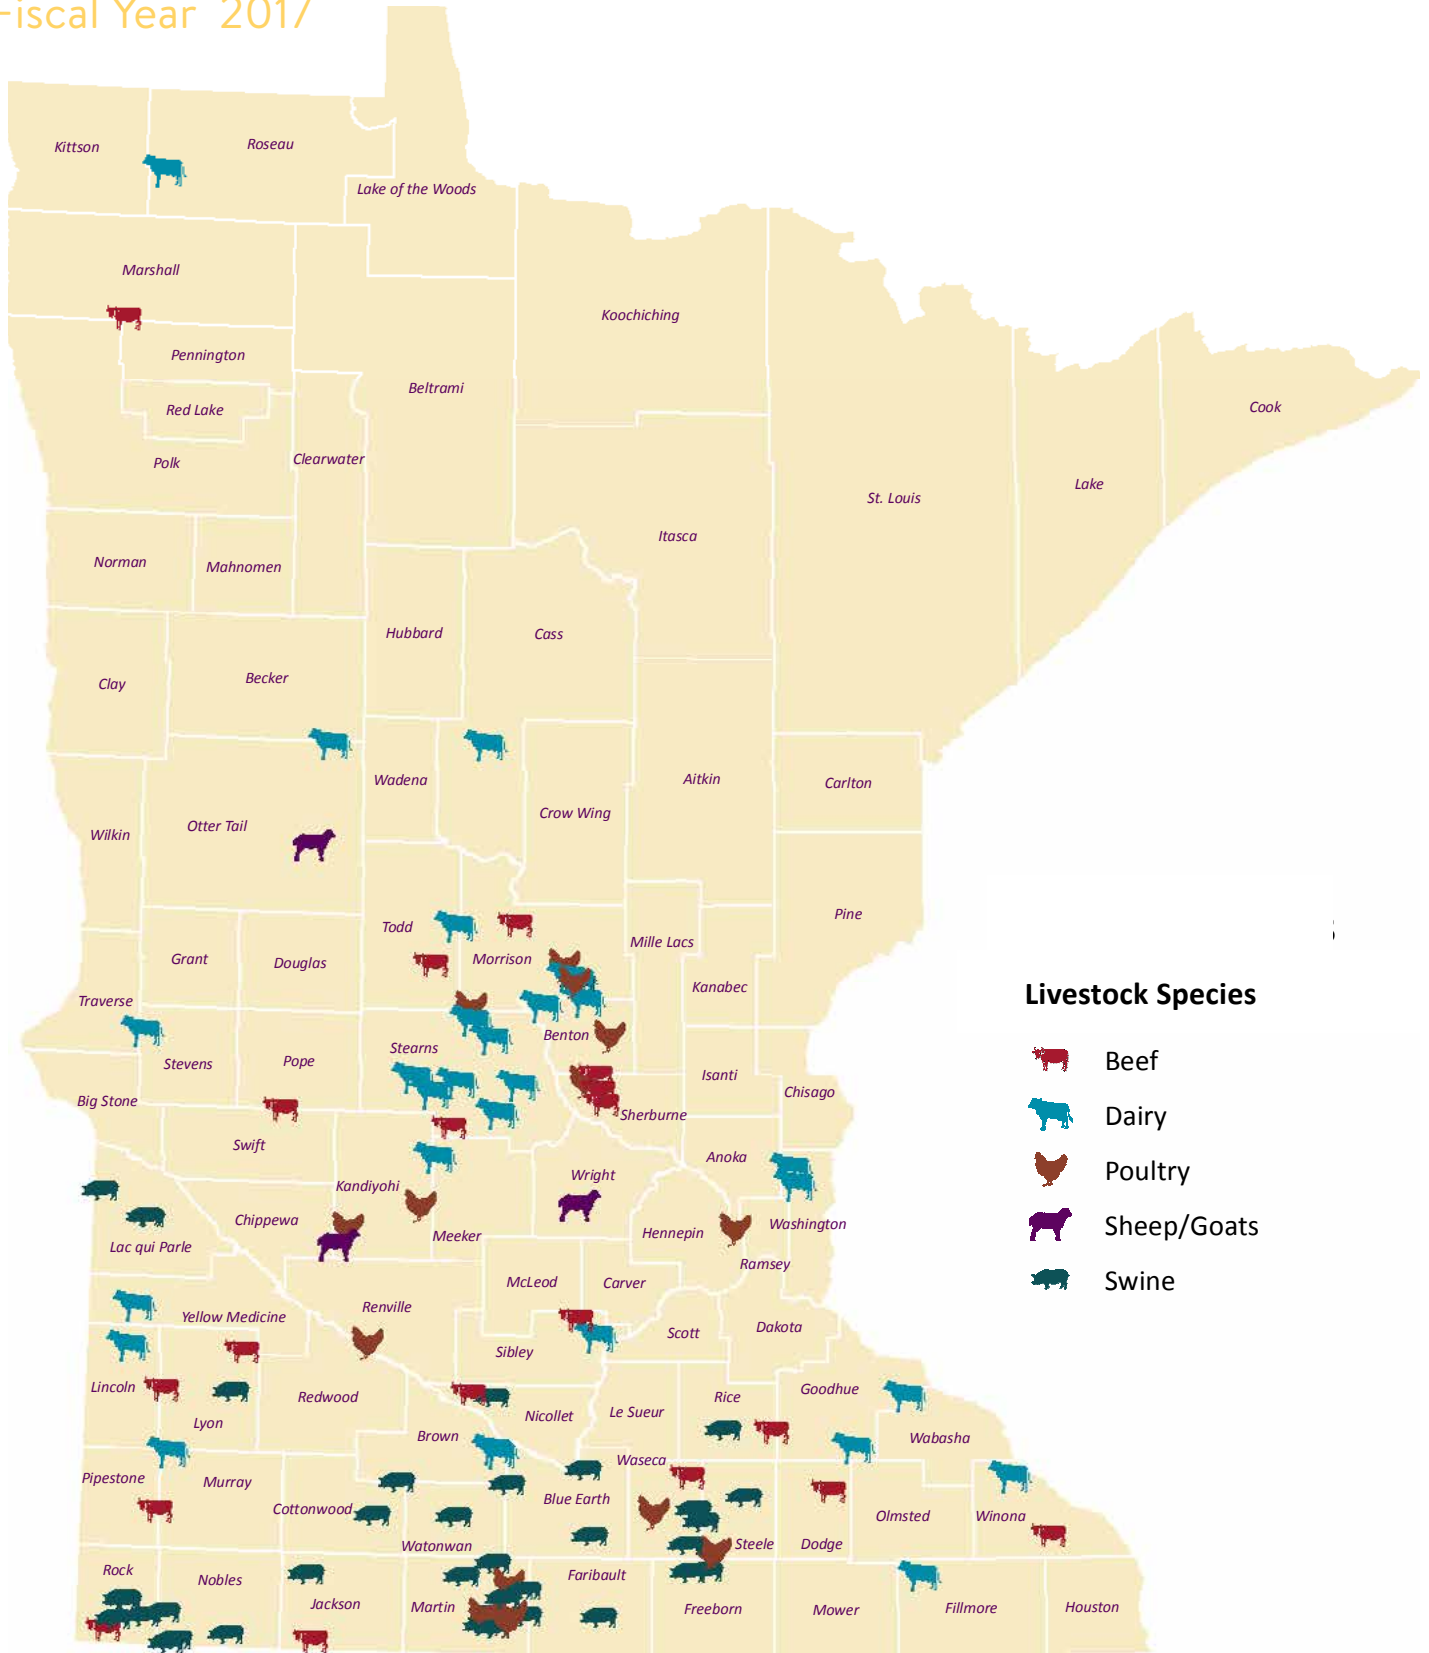 Fiscal Year 2017
Kittson
Roseau
Lake of the Woods
Marshall
Koochiching
Pennington
Beltrami
Red Lake
Cook
Clearwater
Polk
Lake
St. Louis
Itasca
Norman
Mahnomen
Hubbard
Cass
Becker
Clay
Wadena
Aitkin
Carlton
Crow Wing
Otter Tail
Wilkin
Pine
Todd
Mille Lacs
Grant
Douglas
Morrison
Kanabec
Traverse
Livestock Species
Benton
Stearns
Stevens
Pope
Beef
Isanti
Chisago
Big Stone
Sherburne
Dairy
Swift
Anoka
Wright
Poultry
Kandiyohi
Chippewa
Washington
Sheep/Goats
Hennepin
Meeker
Lac qui Parle
Ramsey
McLeod
Carver
Swine
Renville
Yellow Medicine
Dakota
Scott
Sibley
Lincoln
Goodhue
Redwood
Rice
Le Sueur
Nicollet
Lyon
Brown
Wabasha
Waseca
Pipestone
Murray
Blue Earth
Cottonwood
Olmsted
Winona
Watonwan
Steele
Dodge
Rock
Faribault
Nobles
Jackson
Martin
Freeborn
Mower
Fillmore
Houston